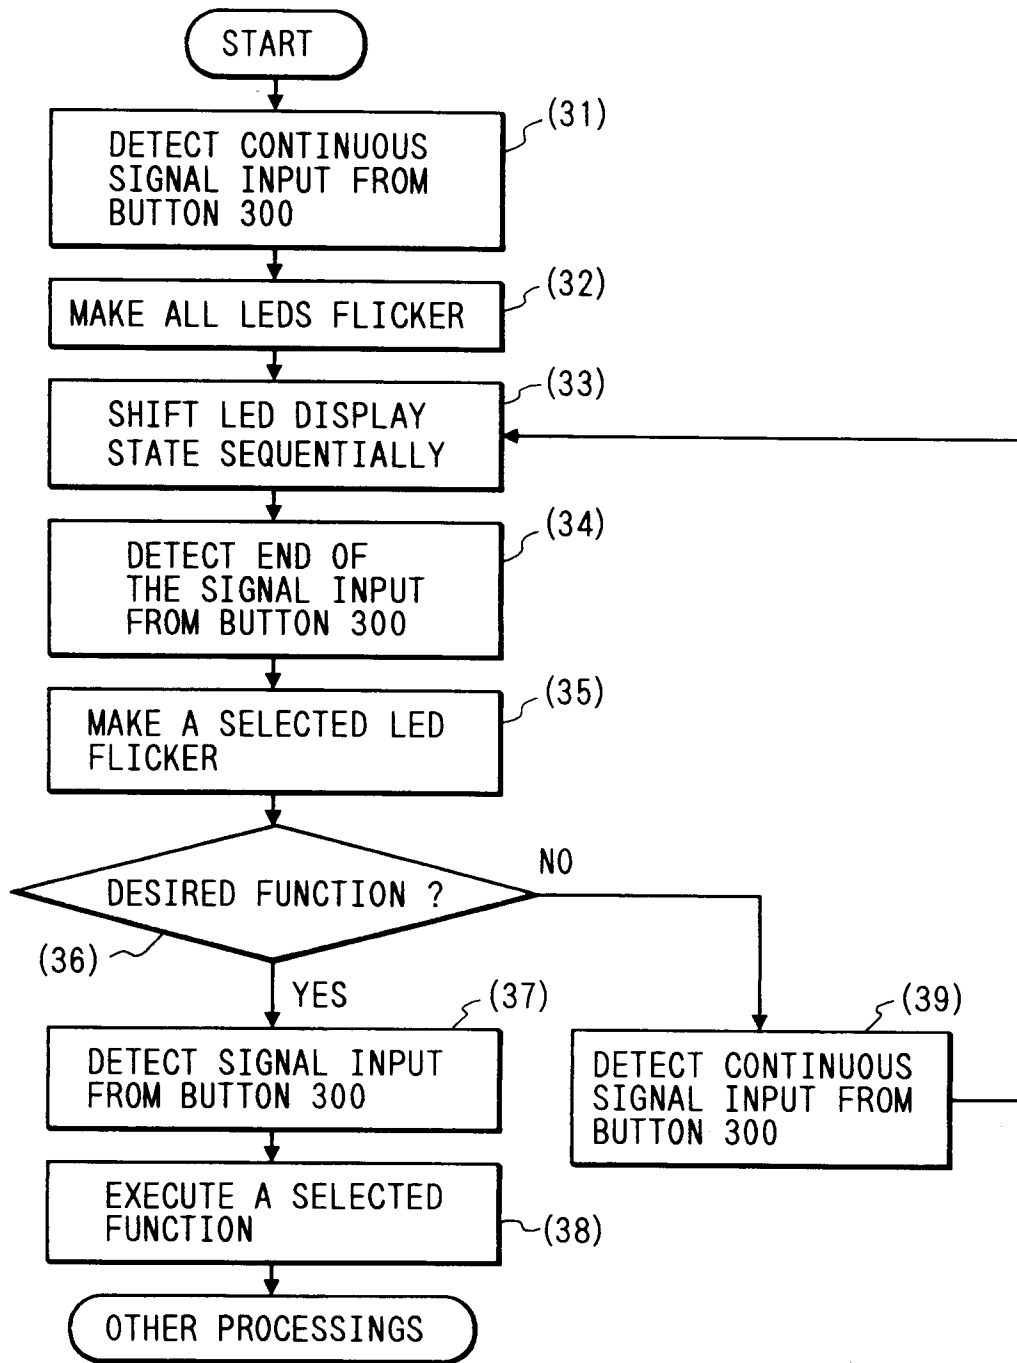 START
(31)
DETECT CONTINUOUS
SIGNAL INPUT FROM
BUTTON 300
(32)
MAKE ALL LEDS FLICKER
(33)
SHIFT LED DISPLAY
STATE SEQUENTIALLY
(34)
DETECT END OF
THE SIGNAL INPUT
FROM BUTTON 300
(35)
MAKE A SELECTED LED
FLICKER
NO
DESIRED FUNCTION ?
(36)
YES
(37)
DETECT SIGNAL INPUT
FROM BUTTON 300
(39)
DETECT CONTINUOUS
SIGNAL INPUT FROM
BUTTON 300
EXECUTE A SELECTED
FUNCTION
(38)
OTHER PROCESSINGS